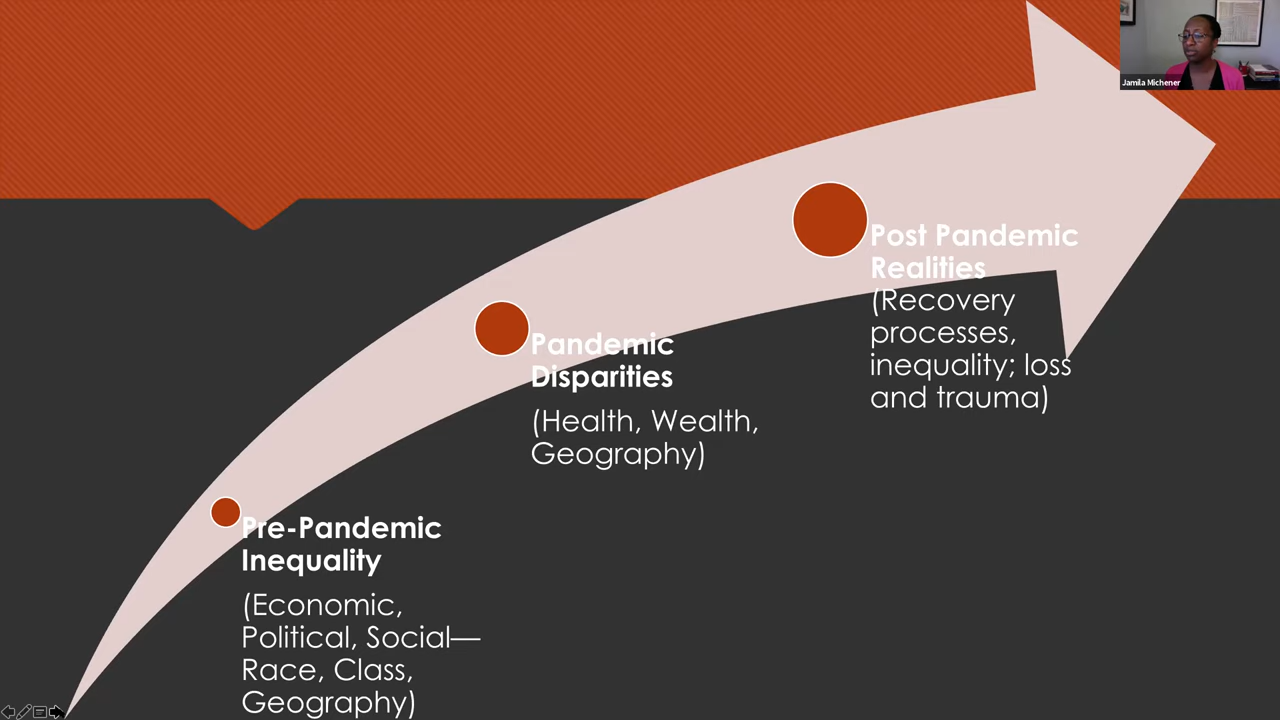 Jamila Michener
Post Pandemic
Realities
(Recovery
processes,
inequality; loss
and trauma)
Pandemic
Disparities
(Health, Wealth,
Geography)
Pre-Pandemic
Inequality
(Economic,
Political, Social—
Race, Class,
Geography)